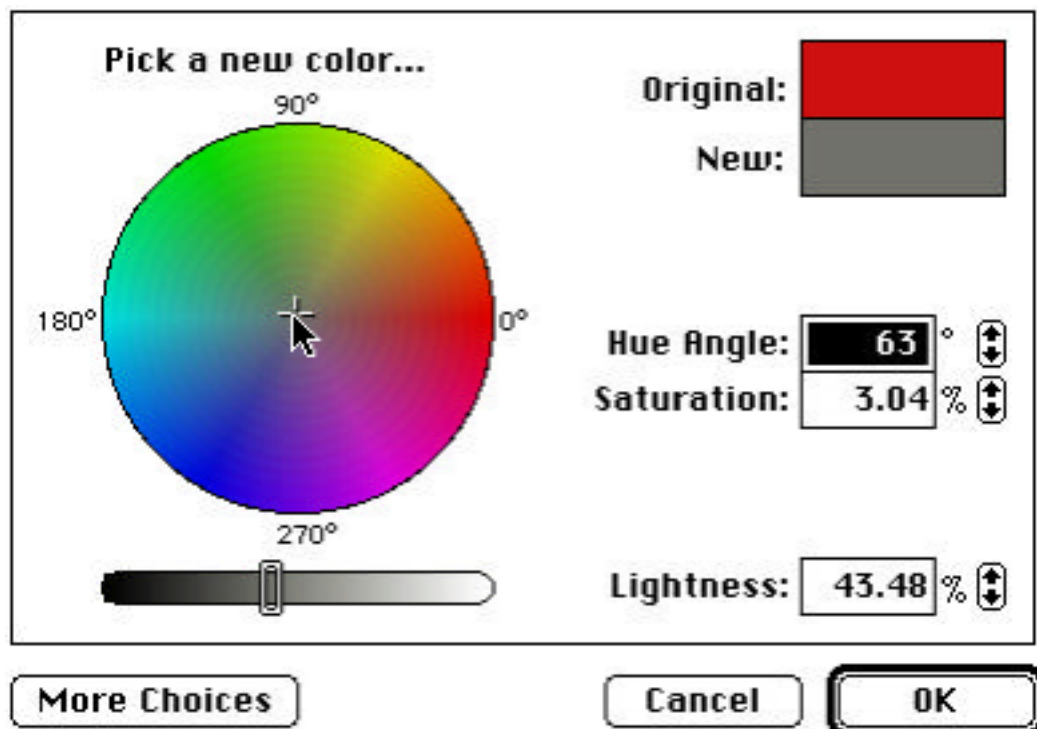 Pick a new color...
90°
180°
0°
270°
Original:
New:
Hue Angle: 63 °
Saturation: 3.04 %
Lightness: 43.48 %
More Choices
Cancel
OK